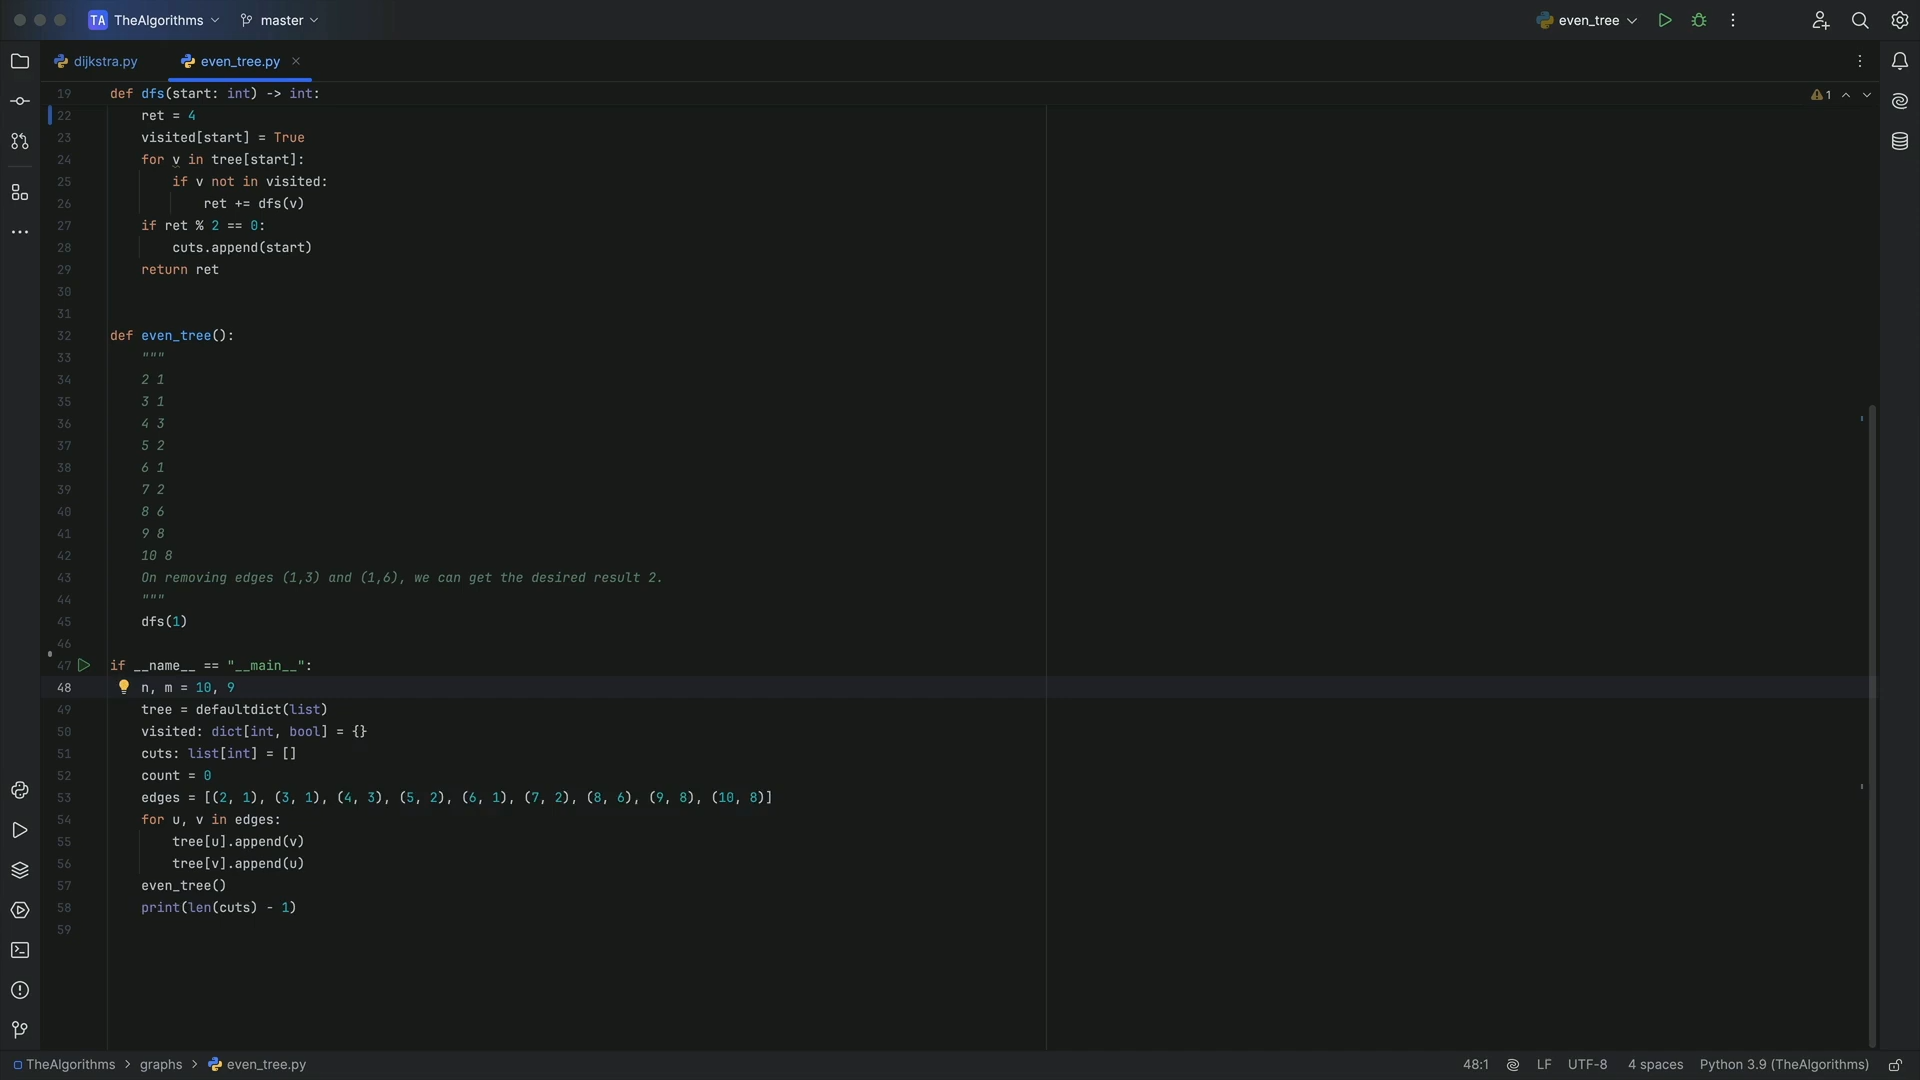 TA TheAlgorithms master even_tree
dijkstra.py even_tree.py
19 def dfs(start: int) -> int: 1
22 ret = 4
23 visited[start] = True
24 for v in tree[start]:
25 if v not in visited:
26 ret += dfs(v)
27 if ret % 2 == 0:
28 cuts.append(start)
29 return ret
30
31
32 def even_tree():
33 """
34 2 1
35 3 1
36 4 3
37 5 2
38 6 1
39 7 2
40 8 6
41 9 8
42 10 8
43 On removing edges (1,3) and (1,6), we can get the desired result 2.
44 """
45 dfs(1)
46
47 if __name__ == "__main__":
48 n, m = 10, 9
49 tree = defaultdict(list)
50 visited: dict[int, bool] = {}
51 cuts: list[int] = []
52 count = 0
53 edges = [(2, 1), (3, 1), (4, 3), (5, 2), (6, 1), (7, 2), (8, 6), (9, 8), (10, 8)]
54 for u, v in edges:
55 tree[u].append(v)
56 tree[v].append(u)
57 even_tree()
58 print(len(cuts) - 1)
59
TheAlgorithms > graphs > even_tree.py 48:1 LF UTF-8 4 spaces Python 3.9 (TheAlgorithms)